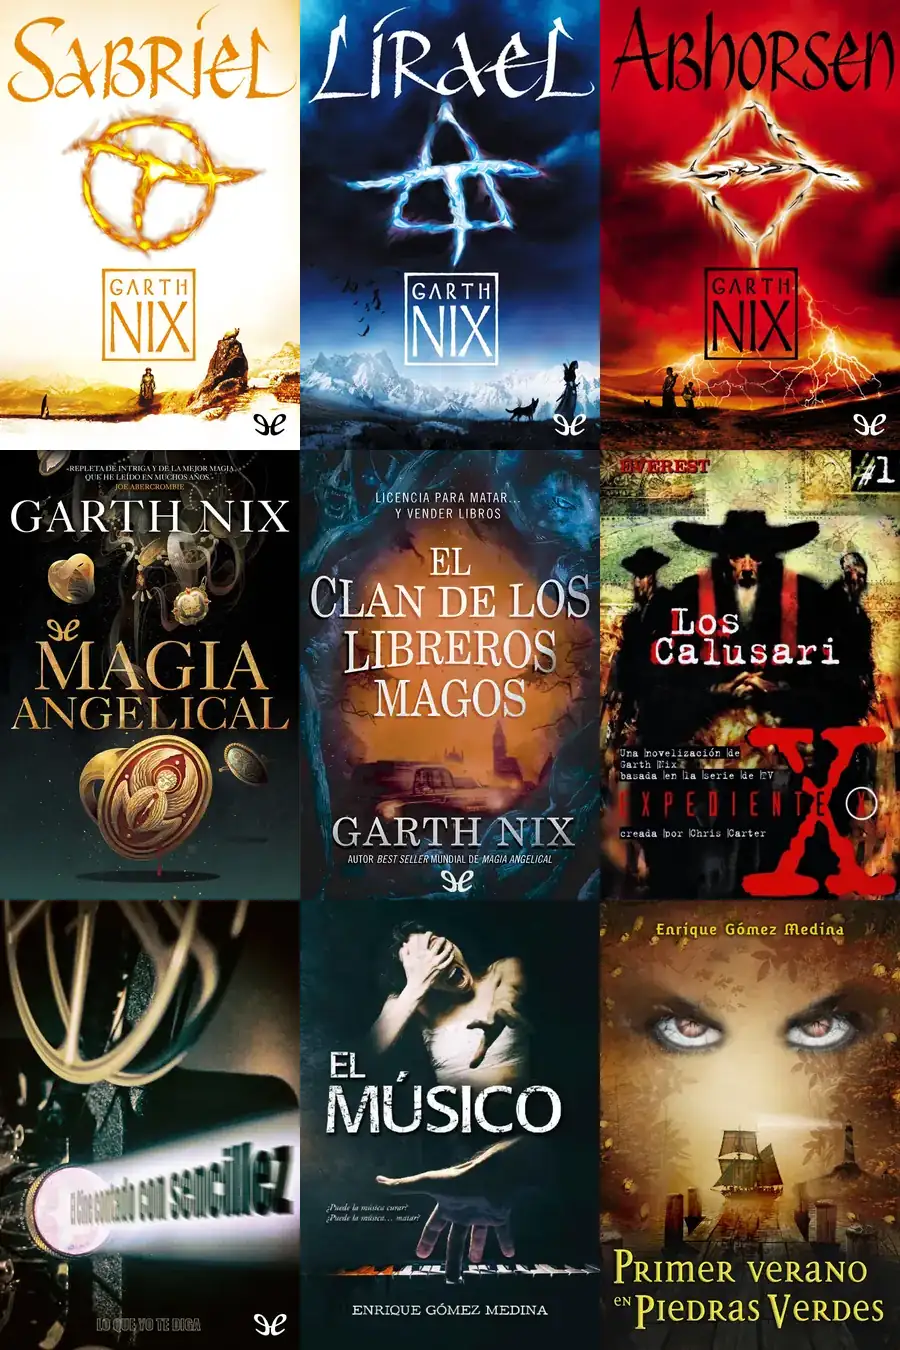 SABRIEL
GARTH
NIX
LIRAEL
GARTH
NIX
ABHORSEN
GARTH
NIX
-REPLETA DE INTRIGA Y DE LA MEJOR MAGIA
QUE HE LEÍDO EN MUCHOS AÑOS.-
JOE ABERCROMBIE
GARTH NIX
MAGIA
ANGELICAL
LICENCIA PARA MATAR...
Y VENDER LIBROS
EL
CLAN DE LOS
LIBREROS
MAGOS
GARTH NIX
AUTOR BEST SELLER MUNDIAL DE MAGIA ANGELICAL
EVEREST
#1
Los
Calusari
Una novelización de
Garth Nix
basada en la serie de TV
EXPEDIENTE X
creada por Chris Carter
X
El Cine contado con sencillez
LO QUE YO TE DIGA
EL
MÚSICO
¿Puede la música curar?
¿Puede la música... matar?
ENRIQUE GÓMEZ MEDINA
Enrique Gómez Medina
PRIMER VERANO
EN PIEDRAS VERDES